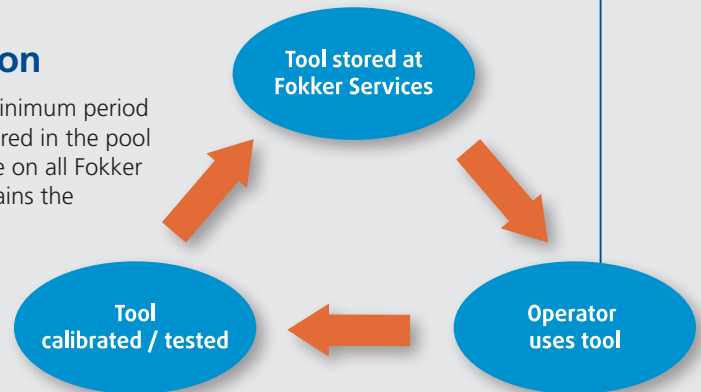 on
inimum period
red in the pool
e on all Fokker
ains the
Tool stored at
Fokker Services
Tool
calibrated / tested
Operator
uses tool